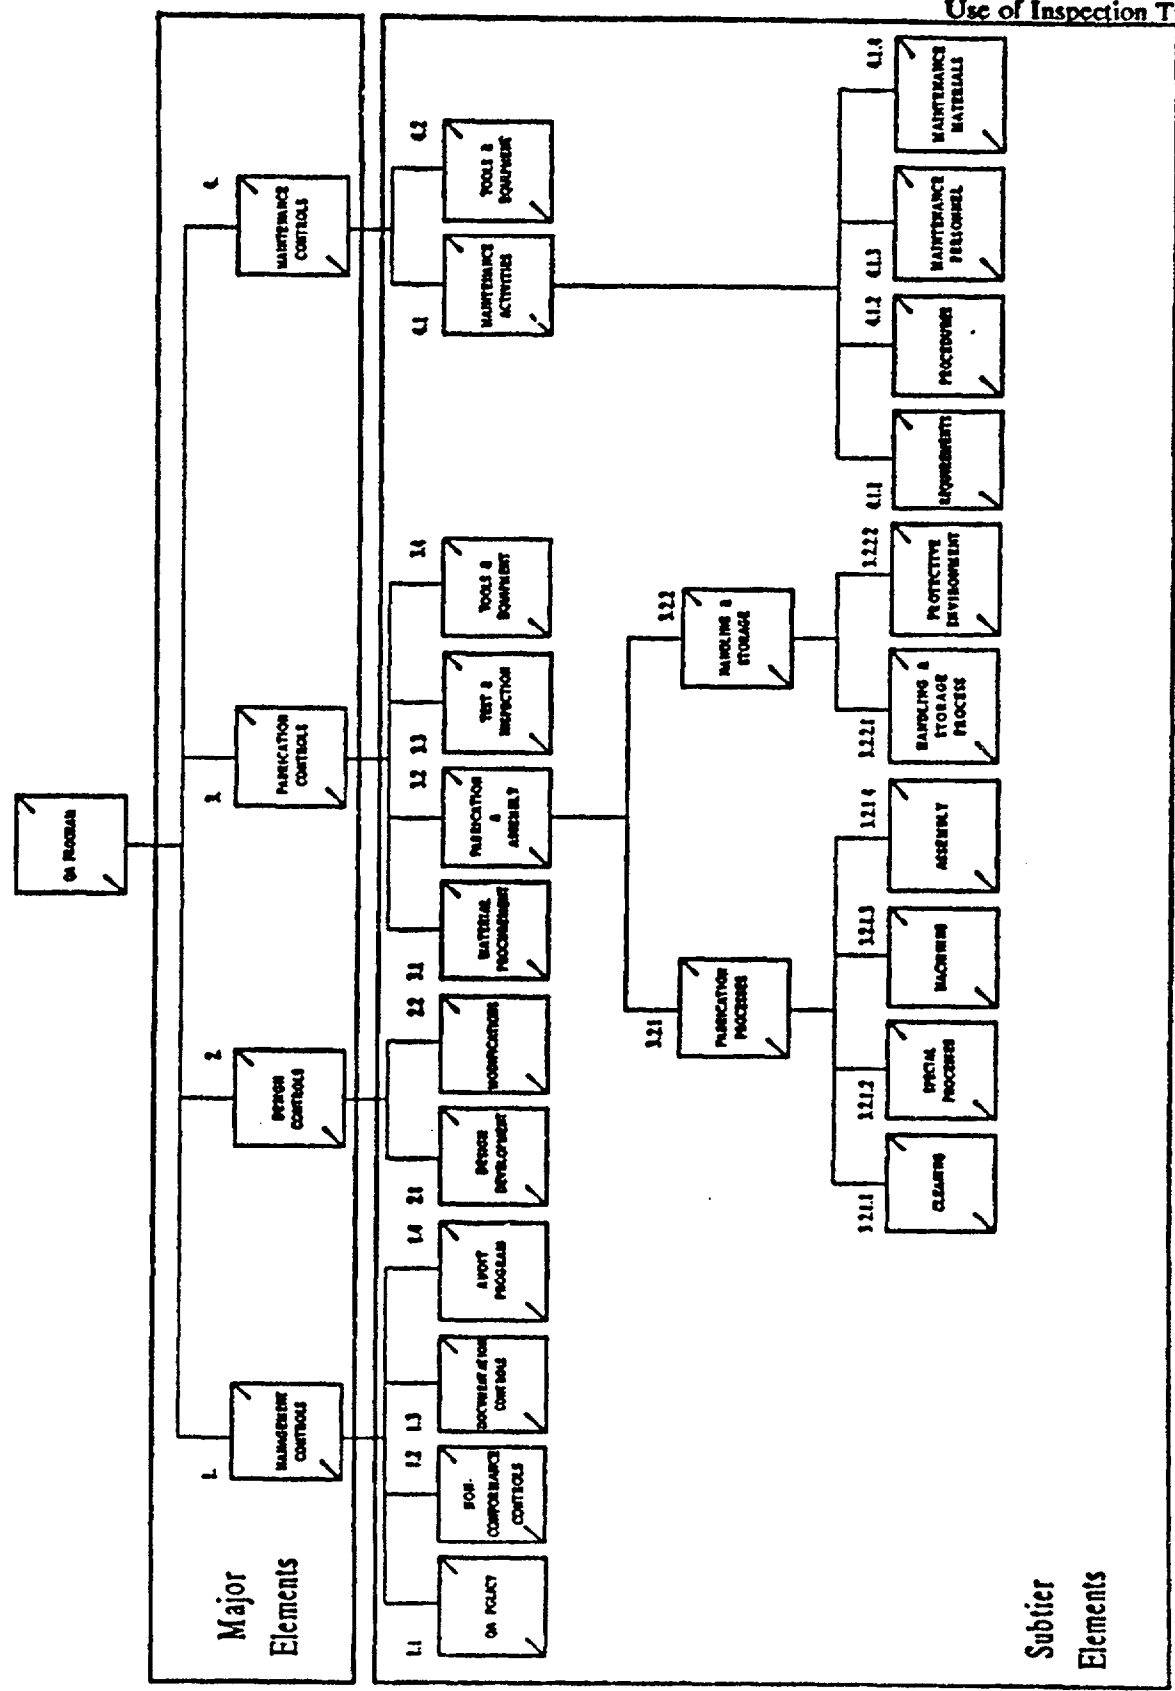 Use of Inspection T
QA PROGRAM
Major
Elements
1.
MANAGEMENT
CONTROLS
2.
DESIGN
CONTROLS
3.
FABRICATION
CONTROLS
4.
MAINTENANCE
CONTROLS
1.1
QA POLICY
1.2
NON-
CONFORMANCE
CONTROLS
1.3
DOCUMENTATION
CONTROLS
1.4
AUDIT
PROGRAM
2.1
DESIGN
DEVELOPMENT
2.2
MODIFICATIONS
3.1
MATERIAL
PROCUREMENT
3.2
FABRICATION
&
ASSEMBLY
3.3
TEST &
INSPECTION
3.4
TOOLS &
EQUIPMENT
4.1
MAINTENANCE
ACTIVITIES
4.2
TOOLS &
EQUIPMENT
3.2.1
FABRICATION
PROCESSES
3.2.2
HANDLING &
STORAGE
3.2.1.1
CLEANING
3.2.1.2
SPECIAL
PROCESSES
3.2.1.3
MACHINING
3.2.1.4
ASSEMBLY
3.2.2.1
HANDLING &
STORAGE
PROCESS
3.2.2.2
PROTECTIVE
ENVIRONMENT
4.1.1
REQUIREMENTS
4.1.2
PROCEDURES
4.1.3
MAINTENANCE
PERSONNEL
4.1.4
MAINTENANCE
MATERIALS
Subtier
Elements